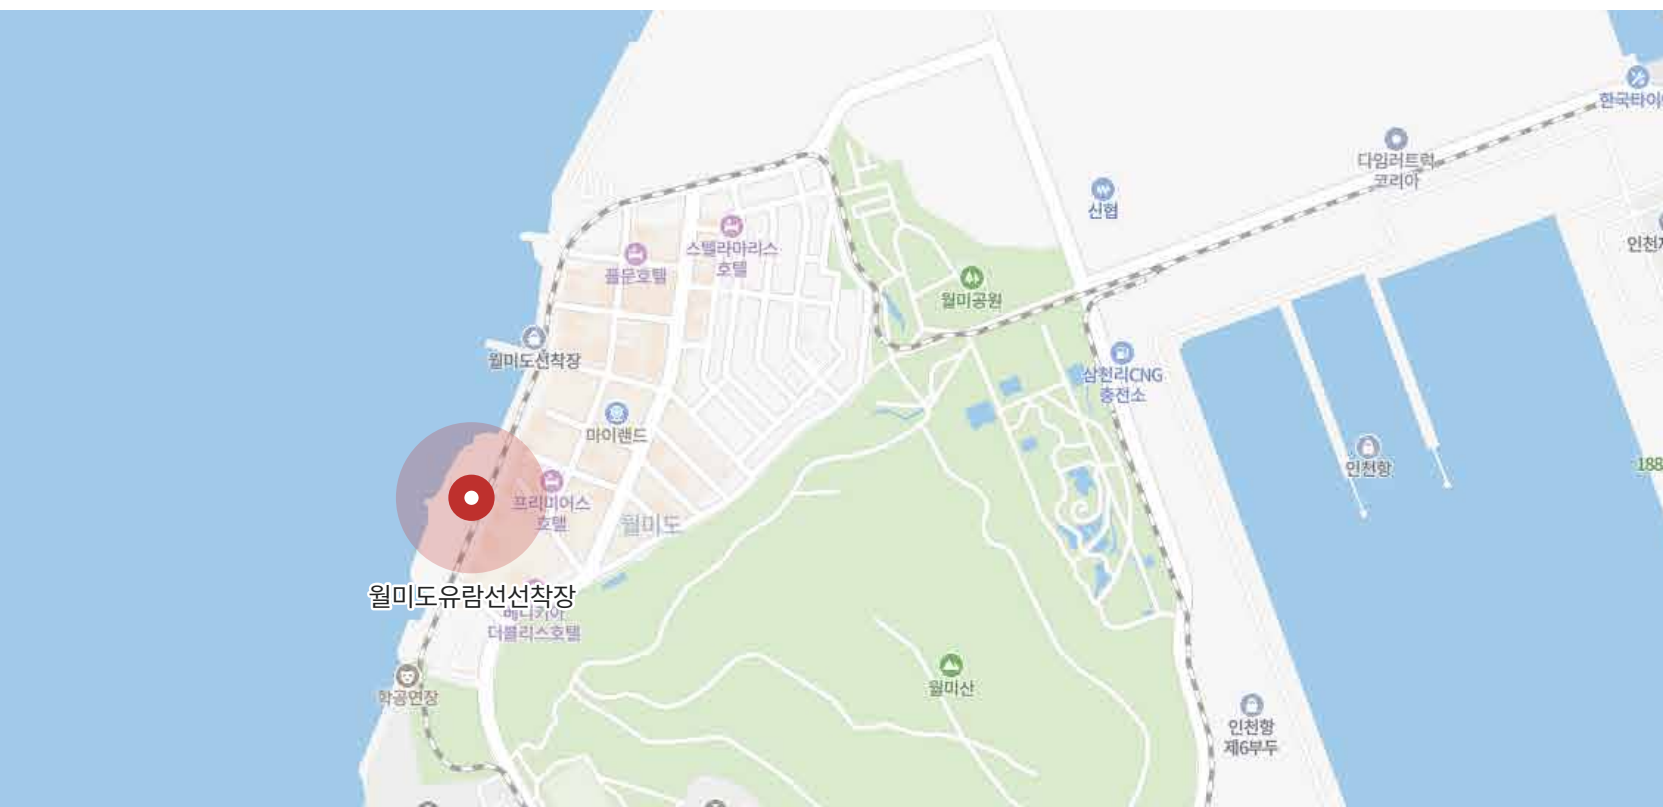 한국타이
다임러트럭
코리아
신협
인천
스텔라마리스
호텔
플문호텔
월미공원
월미도선착장
삼천리CNG
충전소
마이랜드
인천항
188
프리미어스
호텔
월미도
월미도유람선선착장
더블리스호텔
월미산
학공연장
인천항
제6부두